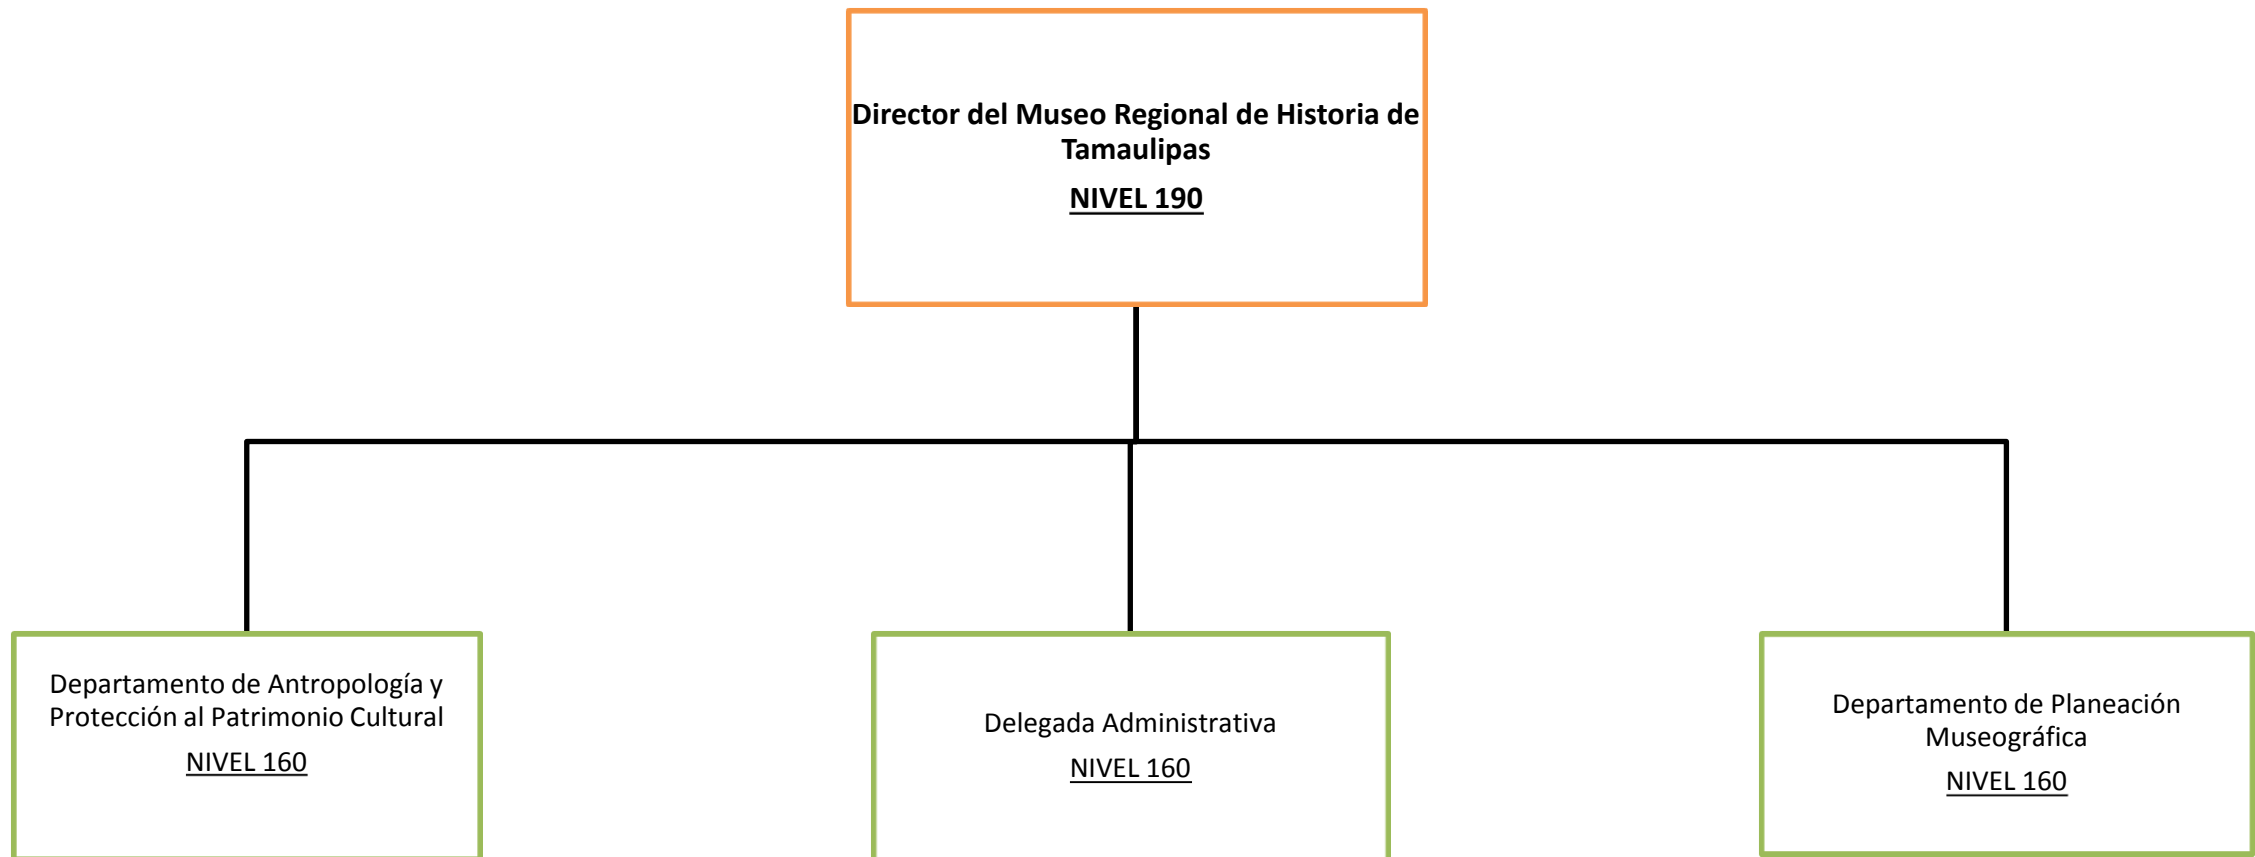 Director del Museo Regional de Historia de
Tamaulipas
NIVEL 190
Departamento de Antropología y
Protección al Patrimonio Cultural
NIVEL 160
Delegada Administrativa
NIVEL 160
Departamento de Planeación
Museográfica
NIVEL 160